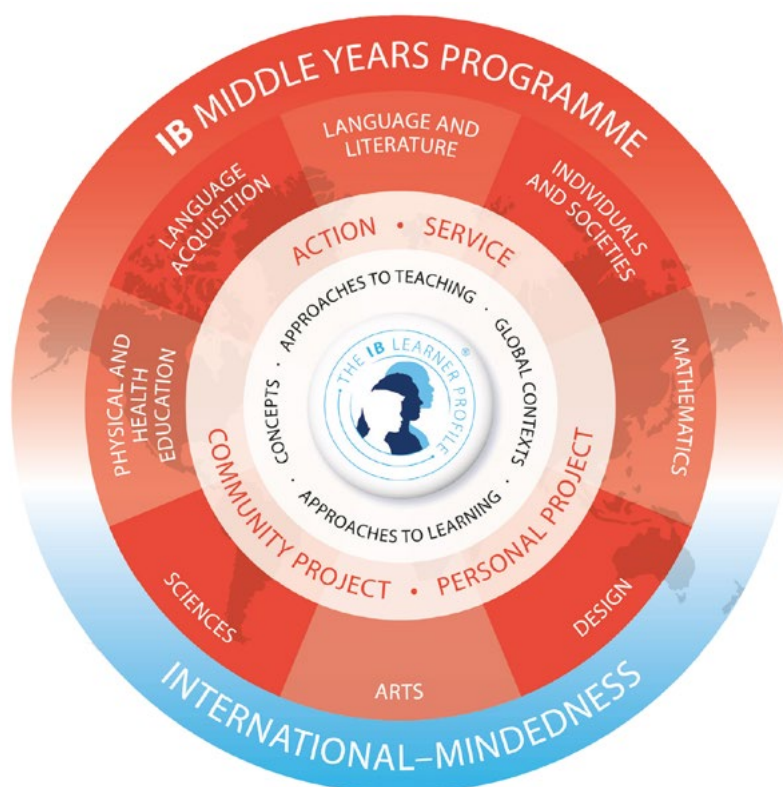 IB MIDDLE YEARS PROGRAMME
LANGUAGE AND
LITERATURE
INDIVIDUALS
AND SOCIETIES
MATHEMATICS
DESIGN
ARTS
SCIENCES
PHYSICAL AND
HEALTH
EDUCATION
LANGUAGE
ACQUISITION
ACTION • SERVICE
COMMUNITY PROJECT • PERSONAL PROJECT
APPROACHES TO TEACHING · GLOBAL CONTEXTS · APPROACHES TO LEARNING · CONCEPTS ·
· THE IB LEARNER PROFILE ·®
INTERNATIONAL–MINDEDNESS